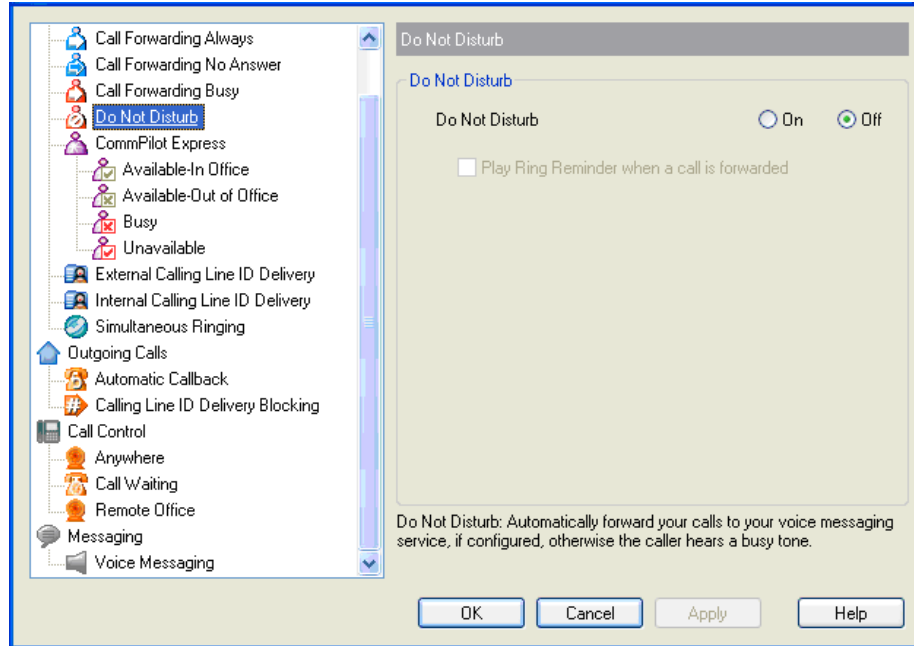 Call Forwarding Always
Call Forwarding No Answer
Call Forwarding Busy
Do Not Disturb
CommPilot Express
Available-In Office
Available-Out of Office
Busy
Unavailable
External Calling Line ID Delivery
Internal Calling Line ID Delivery
Simultaneous Ringing
Outgoing Calls
Automatic Callback
Calling Line ID Delivery Blocking
Call Control
Anywhere
Call Waiting
Remote Office
Messaging
Voice Messaging
Do Not Disturb
Do Not Disturb
Do Not Disturb On Off
Play Ring Reminder when a call is forwarded
Do Not Disturb: Automatically forward your calls to your voice messaging
service, if configured, otherwise the caller hears a busy tone.
OK Cancel Apply Help